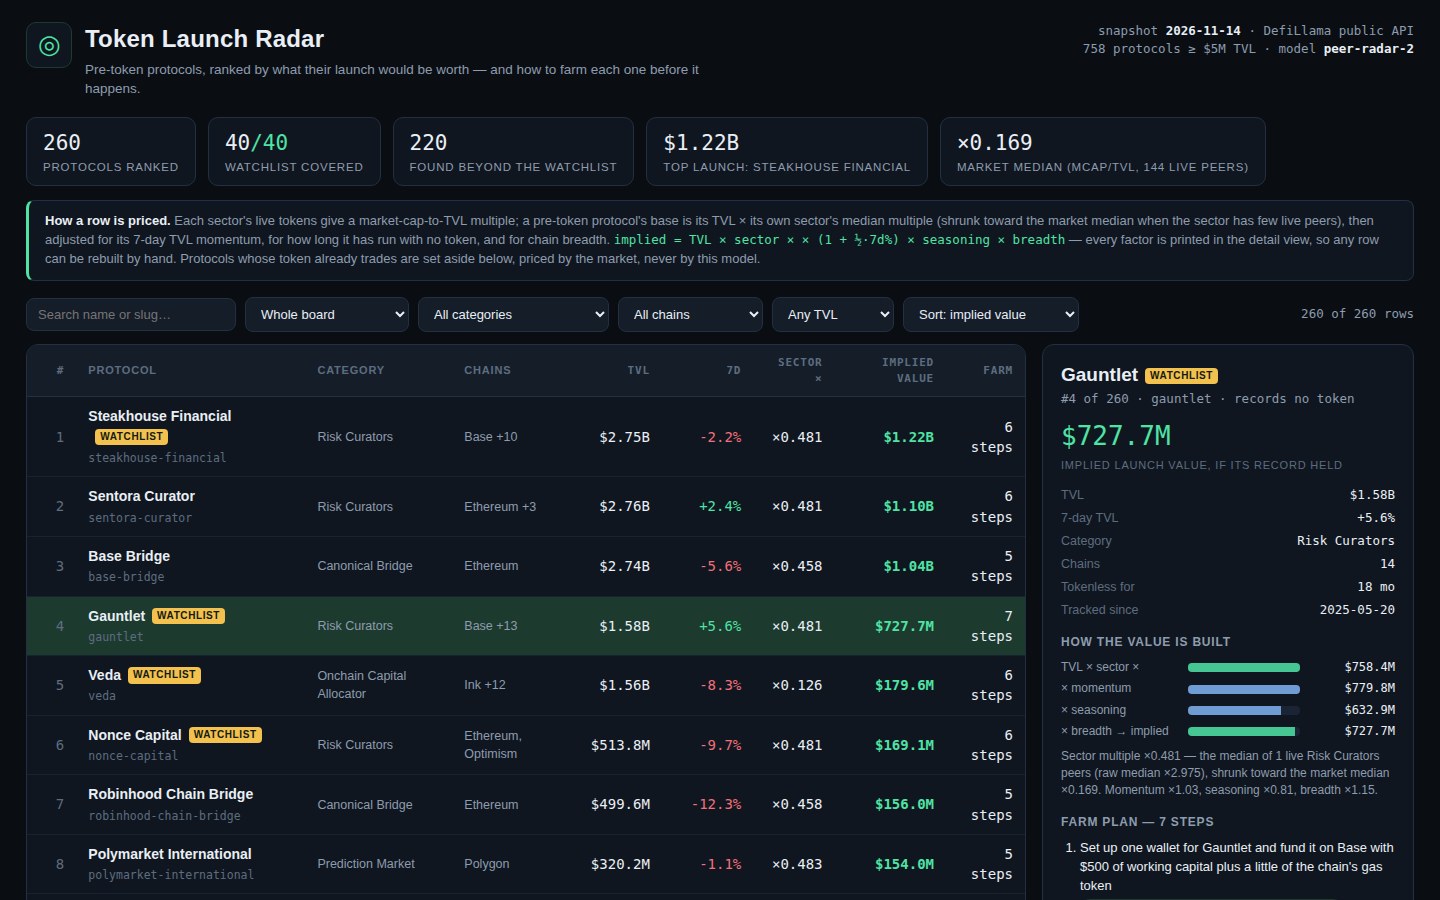 Token Launch Radar
Pre-token protocols, ranked by what their launch would be worth — and how to farm each one before it
happens.
snapshot 2026-11-14 · DefiLlama public API
758 protocols ≥ $5M TVL · model peer-radar-2
260
PROTOCOLS RANKED
40/40
WATCHLIST COVERED
220
FOUND BEYOND THE WATCHLIST
$1.22B
TOP LAUNCH: STEAKHOUSE FINANCIAL
×0.169
MARKET MEDIAN (MCAP/TVL, 144 LIVE PEERS)
How a row is priced. Each sector's live tokens give a market-cap-to-TVL multiple; a pre-token protocol's base is its TVL × its own sector's median multiple (shrunk toward the market median when the sector has few live peers), then
adjusted for its 7-day TVL momentum, for how long it has run with no token, and for chain breadth. implied = TVL × sector × × (1 + ½·7d%) × seasoning × breadth — every factor is printed in the detail view, so any row
can be rebuilt by hand. Protocols whose token already trades are set aside below, priced by the market, never by this model.
Search name or slug…
Whole board
All categories
All chains
Any TVL
Sort: implied value
260 of 260 rows
# PROTOCOL CATEGORY CHAINS TVL 7D SECTOR × IMPLIED VALUE FARM
1 Steakhouse Financial WATCHLIST steakhouse-financial Risk Curators Base +10 $2.75B -2.2% ×0.481 $1.22B 6 steps
2 Sentora Curator sentora-curator Risk Curators Ethereum +3 $2.76B +2.4% ×0.481 $1.10B 6 steps
3 Base Bridge base-bridge Canonical Bridge Ethereum $2.74B -5.6% ×0.458 $1.04B 5 steps
4 Gauntlet WATCHLIST gauntlet Risk Curators Base +13 $1.58B +5.6% ×0.481 $727.7M 7 steps
5 Veda WATCHLIST veda Onchain Capital Allocator Ink +12 $1.56B -8.3% ×0.126 $179.6M 6 steps
6 Nonce Capital WATCHLIST nonce-capital Risk Curators Ethereum, Optimism $513.8M -9.7% ×0.481 $169.1M 6 steps
7 Robinhood Chain Bridge robinhood-chain-bridge Canonical Bridge Ethereum $499.6M -12.3% ×0.458 $156.0M 5 steps
8 Polymarket International polymarket-international Prediction Market Polygon $320.2M -1.1% ×0.483 $154.0M 5 steps
Gauntlet WATCHLIST
#4 of 260 · gauntlet · records no token
$727.7M
IMPLIED LAUNCH VALUE, IF ITS RECORD HELD
TVL $1.58B
7-day TVL +5.6%
Category Risk Curators
Chains 14
Tokenless for 18 mo
Tracked since 2025-05-20
HOW THE VALUE IS BUILT
TVL × sector × $758.4M
× momentum $779.8M
× seasoning $632.9M
× breadth → implied $727.7M
Sector multiple ×0.481 — the median of 1 live Risk Curators
peers (raw median ×2.975), shrunk toward the market median
×0.169. Momentum ×1.03, seasoning ×0.81, breadth ×1.15.
FARM PLAN — 7 STEPS
1. Set up one wallet for Gauntlet and fund it on Base with
$500 of working capital plus a little of the chain's gas
token